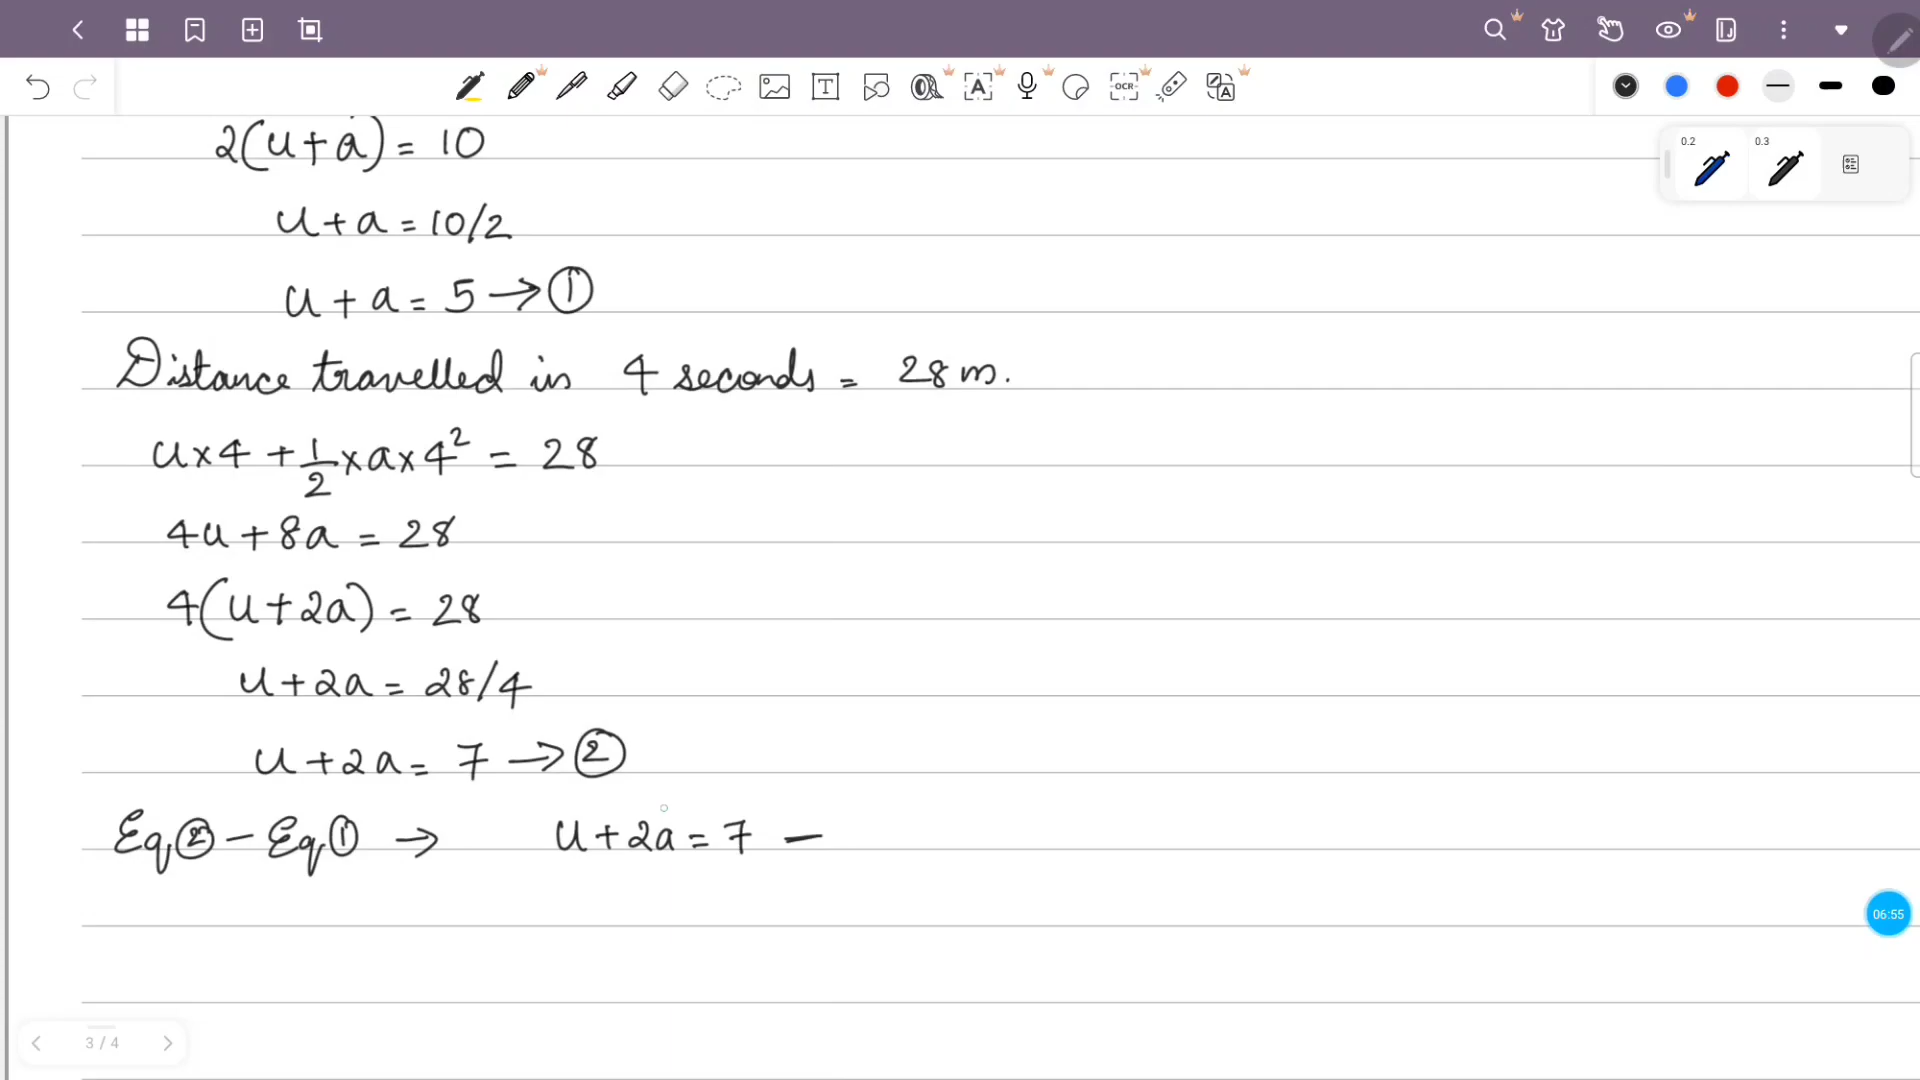 0.2 0.3
2(u+a) = 10
u+a = 10/2
u+a = 5 → ①
Distance travelled in 4 seconds = 28 m.
u×4 + 1/2 ×a×4² = 28
4u+8a = 28
4(u+2a) = 28
u+2a = 28/4
u+2a = 7 → ②
Eq② − Eq① → u+2a = 7 −
06:55
3 / 4